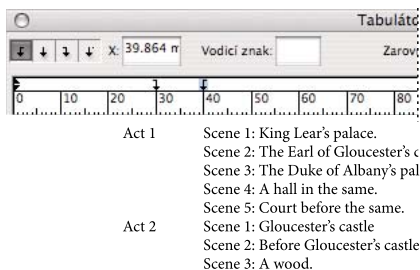 Tabuláto
X: 39.864 m Vodicí znak: Zarov
0 10 20 30 40 50 60 70 80
Act 1 Scene 1: King Lear's palace.
Scene 2: The Earl of Gloucester's c
Scene 3: The Duke of Albany's pal
Scene 4: A hall in the same.
Scene 5: Court before the same.
Act 2 Scene 1: Gloucester's castle
Scene 2: Before Gloucester's castle
Scene 3: A wood.